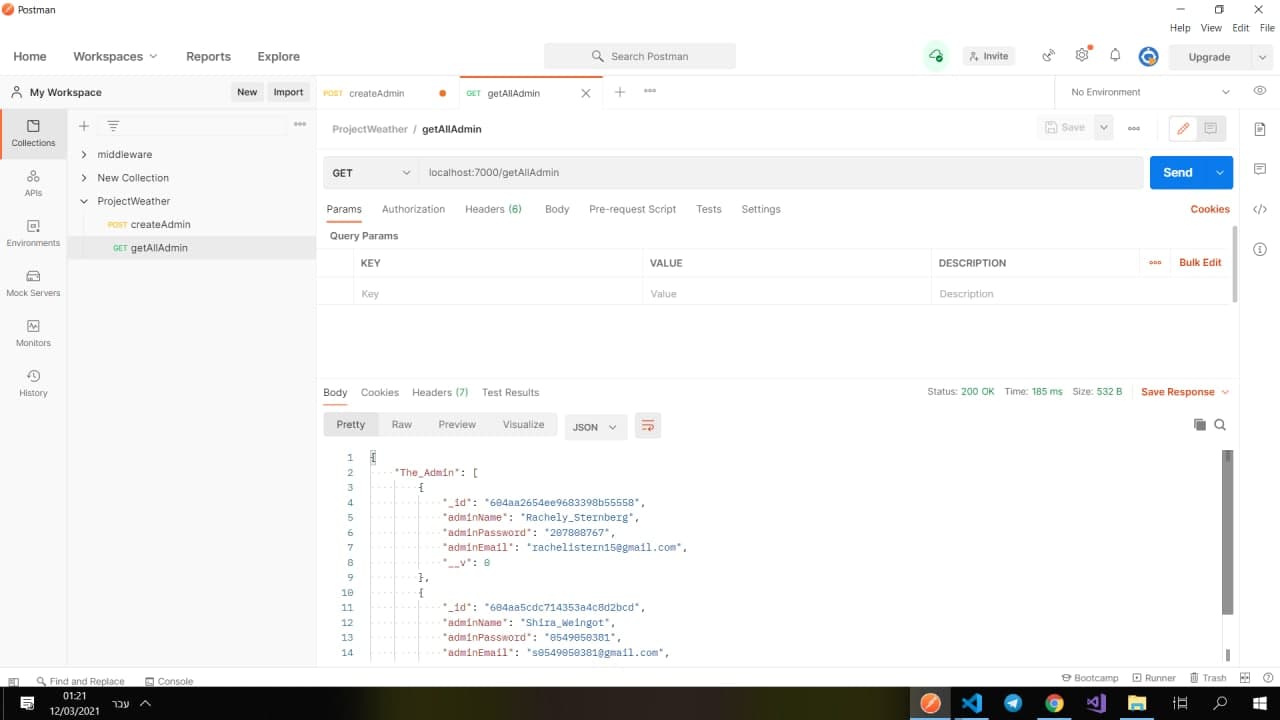 Postman
Help View Edit File
Home Workspaces Reports Explore Search Postman Invite Upgrade
My Workspace New Import POST createAdmin GET getAllAdmin No Environment
Collections
APIs
Environments
Mock Servers
Monitors
History
middleware
New Collection
ProjectWeather
POST createAdmin
GET getAllAdmin
ProjectWeather / getAllAdmin Save
GET localhost:7000/getAllAdmin Send
Params Authorization Headers (6) Body Pre-request Script Tests Settings Cookies
Query Params
KEY VALUE DESCRIPTION Bulk Edit
Key Value Description
Body Cookies Headers (7) Test Results Status: 200 OK Time: 185 ms Size: 532 B Save Response
Pretty Raw Preview Visualize JSON
1 {
2 "The_Admin": [
3 {
4 "_id": "604aa2654ee9683398b55558",
5 "adminName": "Rachely_Sternberg",
6 "adminPassword": "207808767",
7 "adminEmail": "rachelistern15@gmail.com",
8 "__v": 0
9 },
10 {
11 "_id": "604aa5cdc714353a4c8d2bcd",
12 "adminName": "Shira_Weingot",
13 "adminPassword": "0549050381",
14 "adminEmail": "s0549050381@gmail.com",
Find and Replace Console Bootcamp Runner Trash
01:21
12/03/2021 עבר